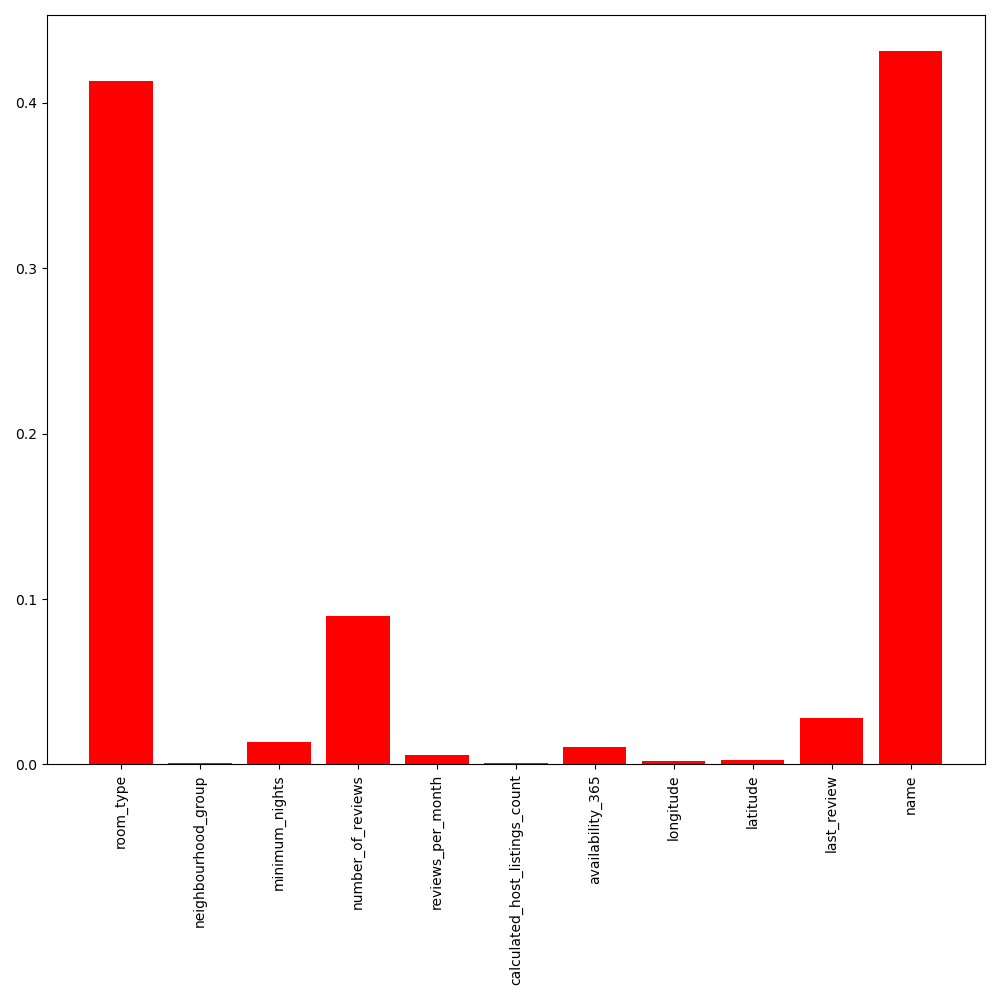 0.4
0.3
0.2
0.1
0.0
room_type
neighbourhood_group
minimum_nights
number_of_reviews
reviews_per_month
calculated_host_listings_count
availability_365
longitude
latitude
last_review
name